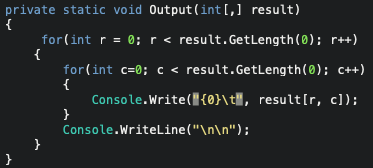 private static void Output(int[,] result)
{
for(int r = 0; r < result.GetLength(0); r++)
{
for(int c=0; c < result.GetLength(0); c++)
{
Console.Write("{0}\t", result[r, c]);
}
Console.WriteLine("\n\n");
}
}